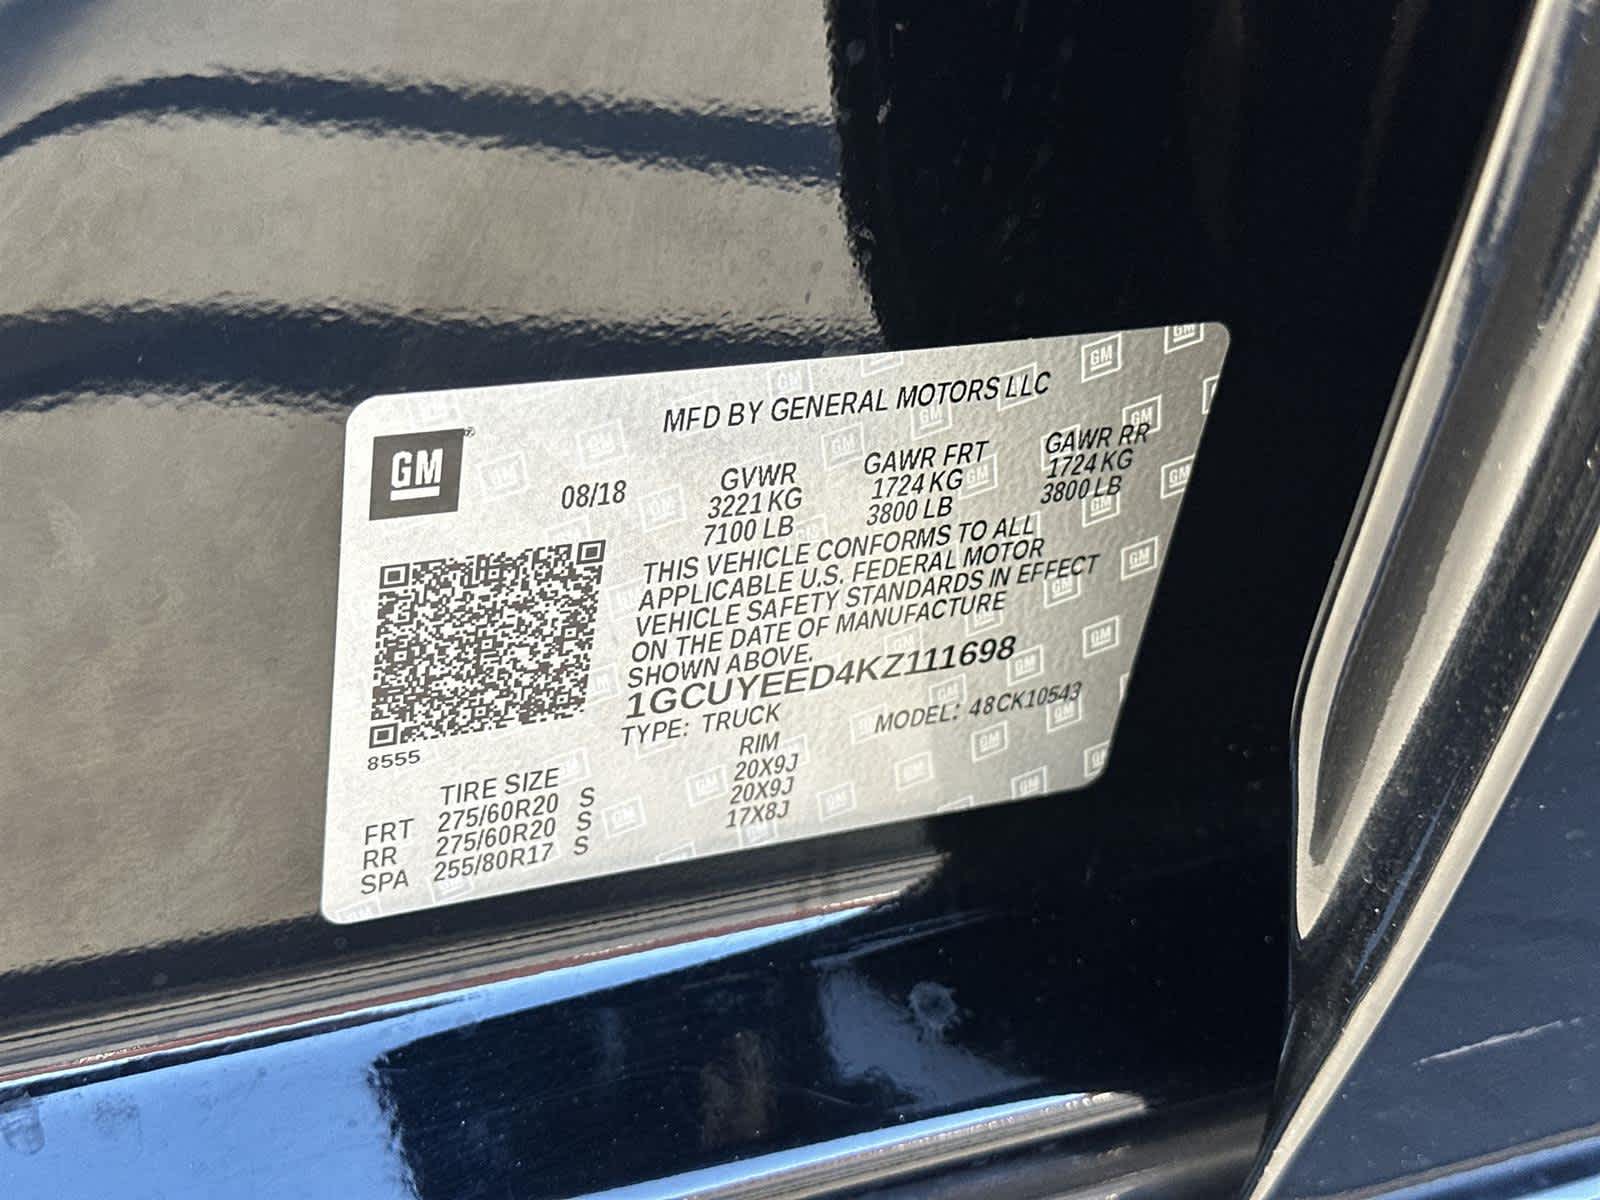 MFD BY GENERAL MOTORS LLC
GM®
08/18
GVWR
3221 KG
7100 LB
GAWR FRT
1724 KG
3800 LB
GAWR RR
1724 KG
3800 LB
THIS VEHICLE CONFORMS TO ALL
APPLICABLE U.S. FEDERAL MOTOR
VEHICLE SAFETY STANDARDS IN EFFECT
ON THE DATE OF MANUFACTURE
SHOWN ABOVE.
1GCUYEED4KZ111698
TYPE: TRUCK MODEL: 48CK10543
8555
TIRE SIZE RIM
FRT 275/60R20 S 20X9J
RR 275/60R20 S 20X9J
SPA 255/80R17 S 17X8J